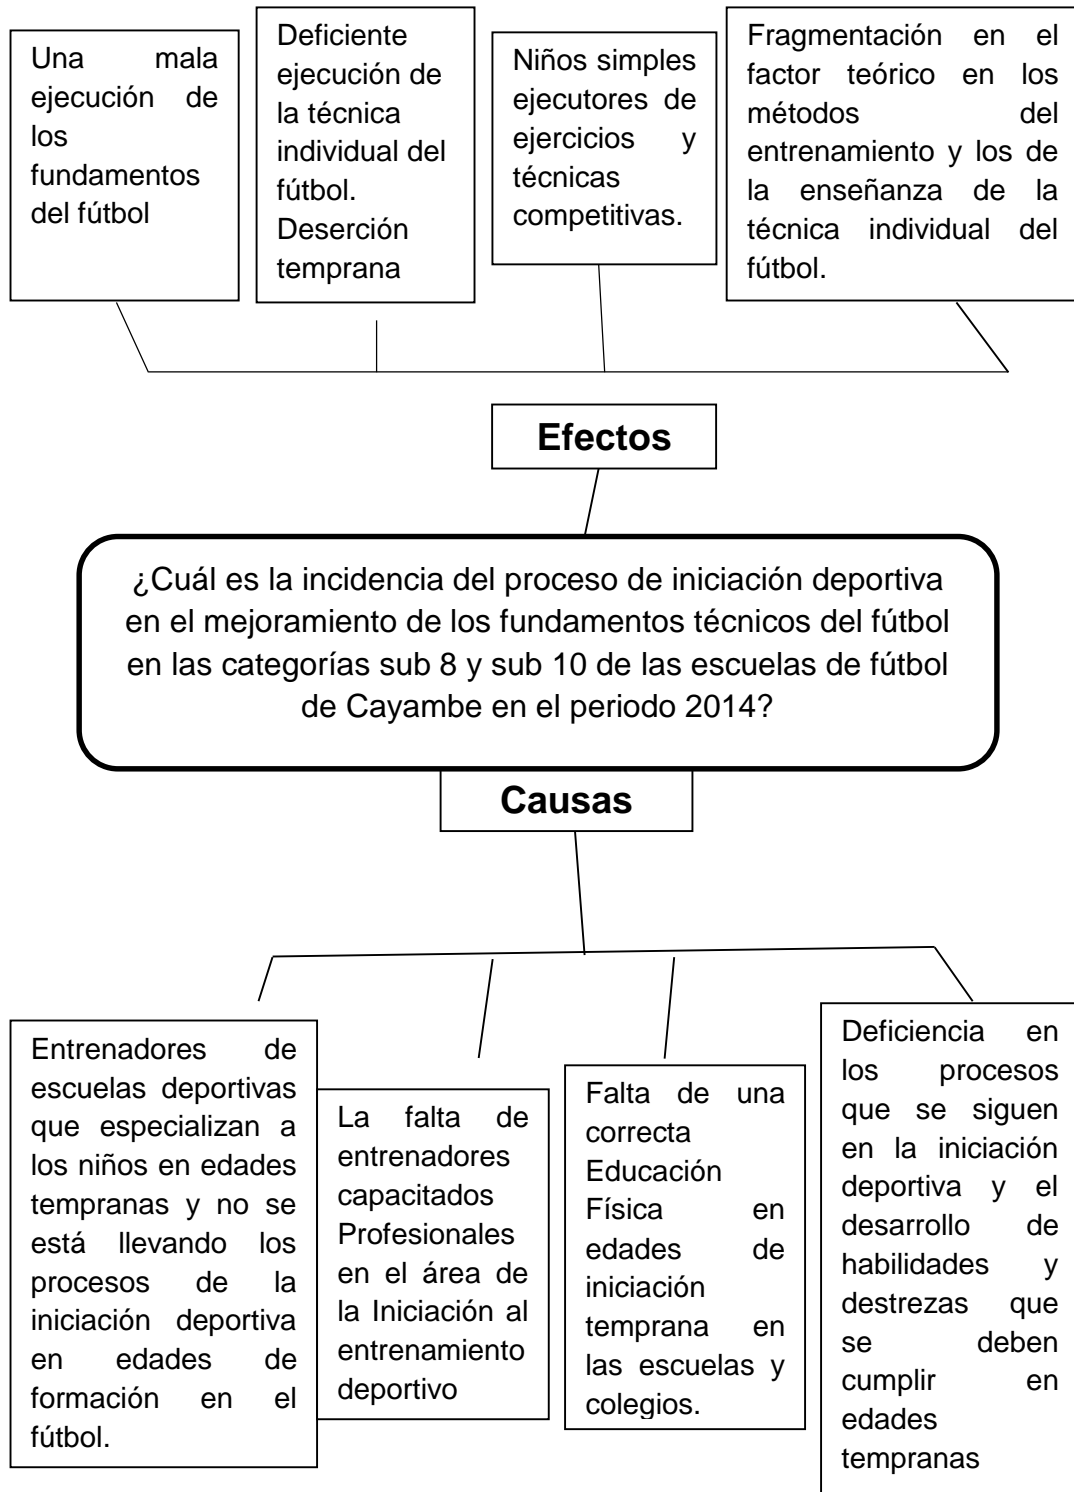 Una mala
ejecución de
los
fundamentos
del fútbol
Deficiente
ejecución de
la técnica
individual del
fútbol.
Deserción
temprana
Niños simples
ejecutores de
ejercicios y
técnicas
competitivas.
Fragmentación en el
factor teórico en los
métodos del
entrenamiento y los de
la enseñanza de la
técnica individual del
fútbol.
Efectos
¿Cuál es la incidencia del proceso de iniciación deportiva
en el mejoramiento de los fundamentos técnicos del fútbol
en las categorías sub 8 y sub 10 de las escuelas de fútbol
de Cayambe en el periodo 2014?
Causas
Entrenadores de
escuelas deportivas
que especializan a
los niños en edades
tempranas y no se
está llevando los
procesos de la
iniciación deportiva
en edades de
formación en el
fútbol.
La falta de
entrenadores
capacitados
Profesionales
en el área de
la Iniciación al
entrenamiento
deportivo
Falta de una
correcta
Educación
Física en
edades de
iniciación
temprana en
las escuelas y
colegios.
Deficiencia en
los procesos
que se siguen
en la iniciación
deportiva y el
desarrollo de
habilidades y
destrezas que
se deben
cumplir en
edades
tempranas